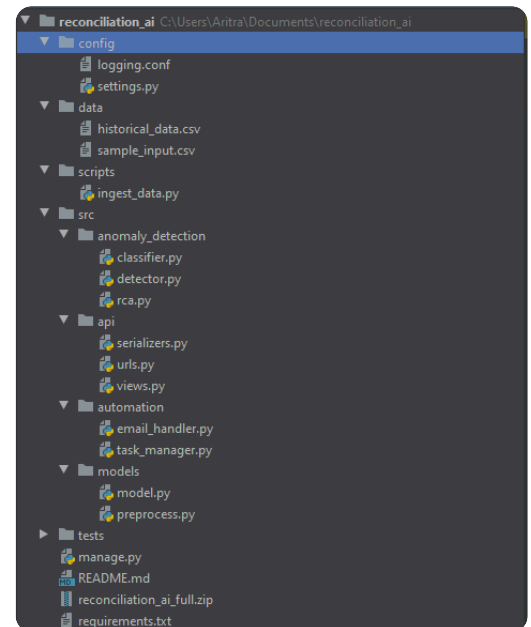 reconciliation_ai C:\Users\Aritra\Documents\reconciliation_ai
config
logging.conf
settings.py
data
historical_data.csv
sample_input.csv
scripts
ingest_data.py
src
anomaly_detection
classifier.py
detector.py
rca.py
api
serializers.py
urls.py
views.py
automation
email_handler.py
task_manager.py
models
model.py
preprocess.py
tests
manage.py
README.md
reconciliation_ai_full.zip
requirements.txt